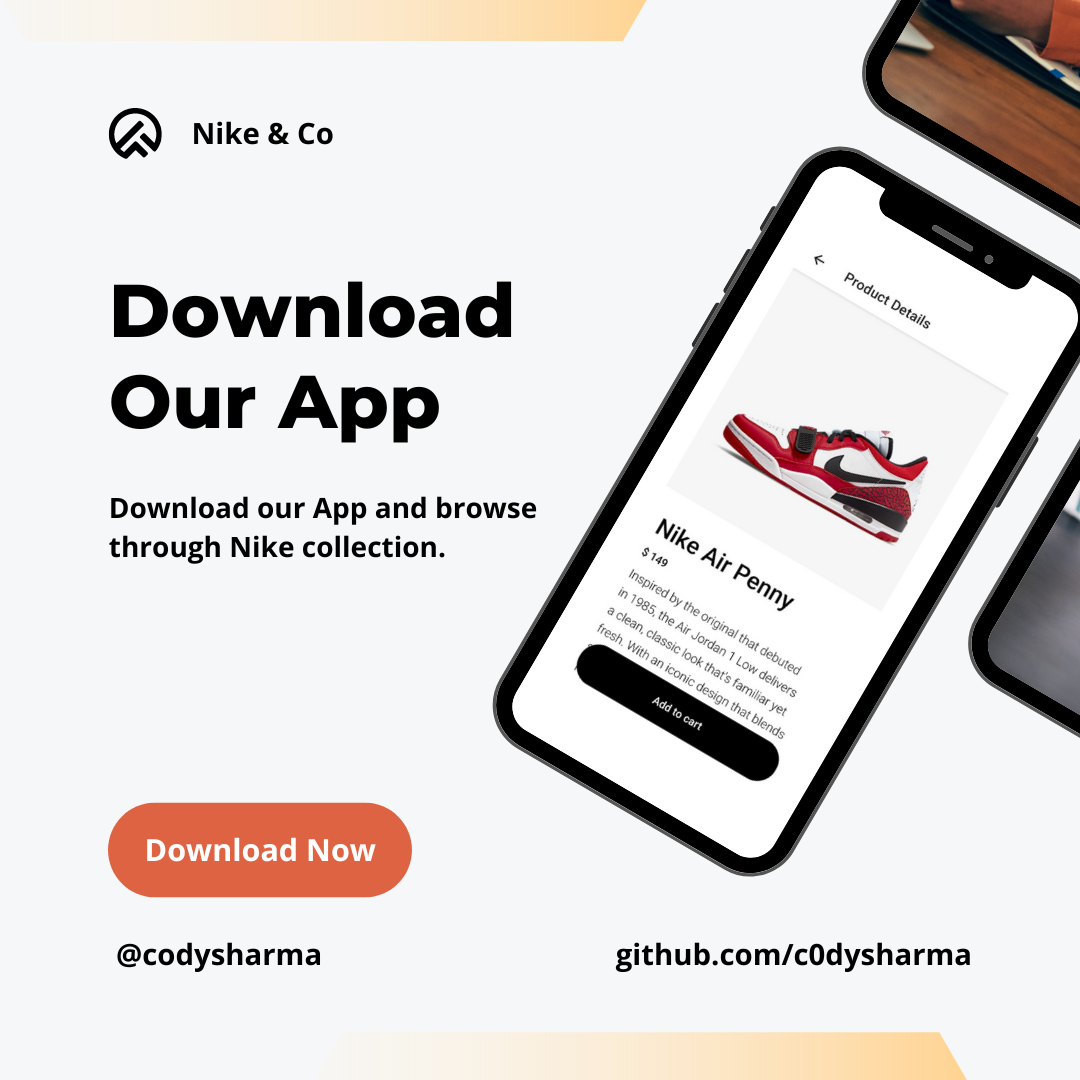 Nike & Co
Download
Our App
Download our App and browse
through Nike collection.
Product Details
Nike Air Penny
$ 149
Inspired by the original that debuted
in 1985, the Air Jordan 1 Low delivers
a clean, classic look that's familiar yet
fresh. With an iconic design that blends
Add to cart
Download Now
@codysharma
github.com/c0dysharma